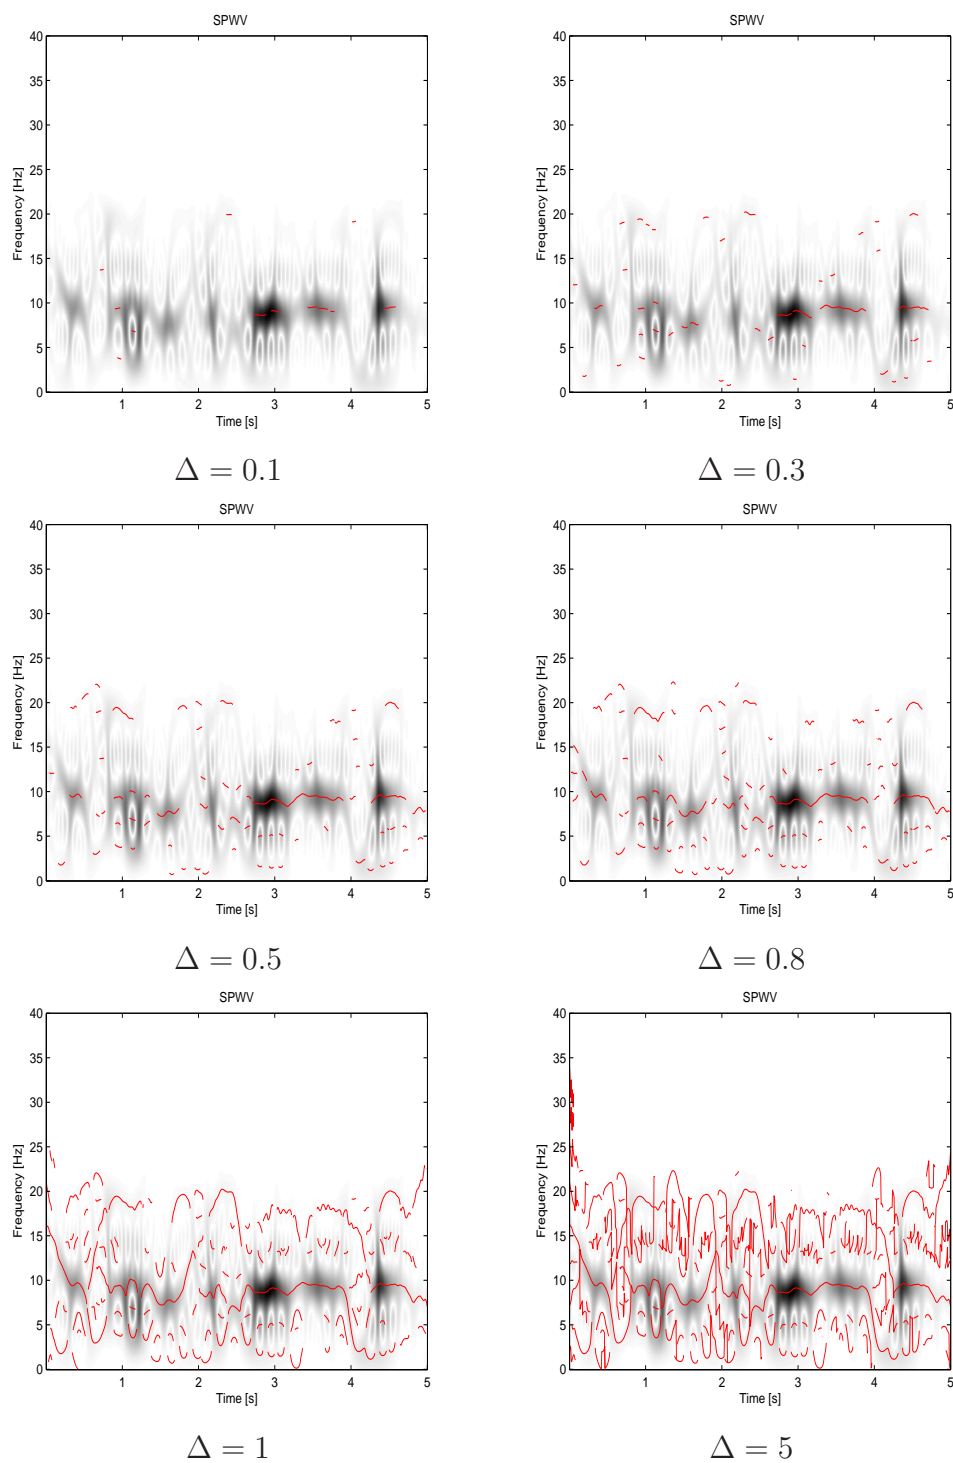 SPWV
40
35
30
25
20
15
10
5
0
Frequency [Hz]
1 2 3 4 5
Time [s]
Δ = 0.1
SPWV
40
35
30
25
20
15
10
5
0
Frequency [Hz]
1 2 3 4 5
Time [s]
Δ = 0.3
SPWV
40
35
30
25
20
15
10
5
0
Frequency [Hz]
1 2 3 4 5
Time [s]
Δ = 0.5
SPWV
40
35
30
25
20
15
10
5
0
Frequency [Hz]
1 2 3 4 5
Time [s]
Δ = 0.8
SPWV
40
35
30
25
20
15
10
5
0
Frequency [Hz]
1 2 3 4 5
Time [s]
Δ = 1
SPWV
40
35
30
25
20
15
10
5
0
Frequency [Hz]
1 2 3 4 5
Time [s]
Δ = 5